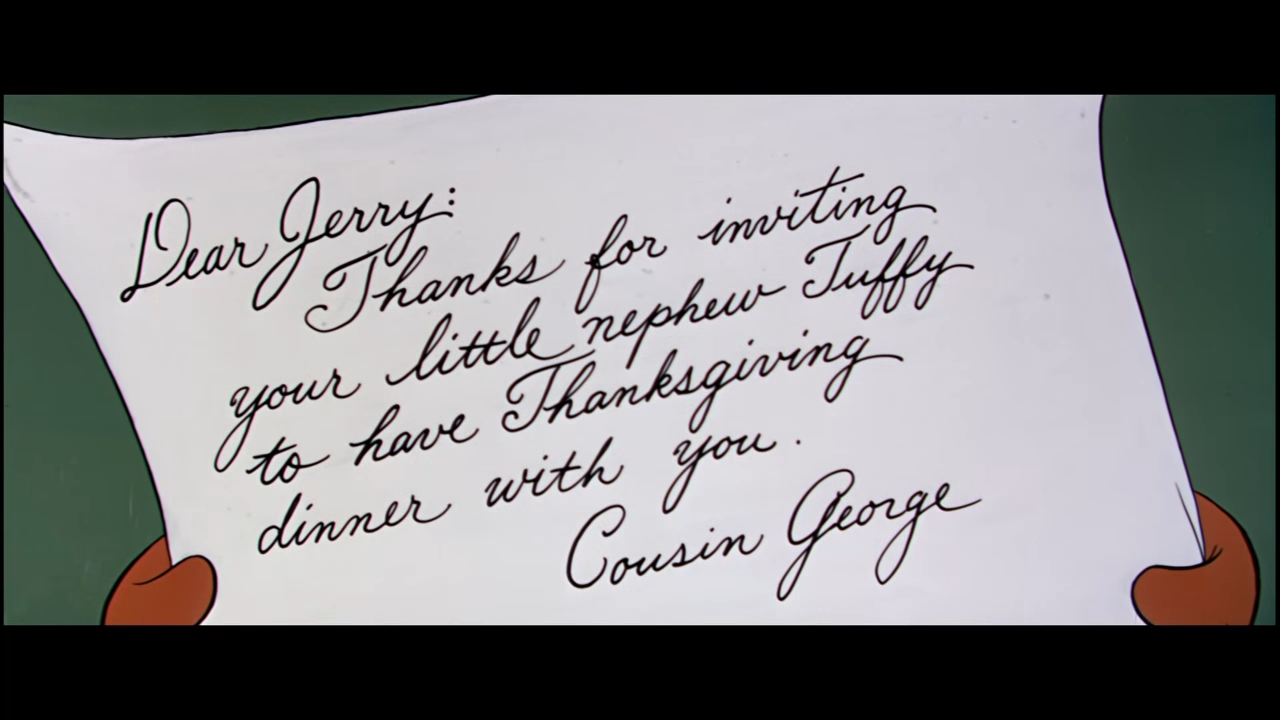 Dear Jerry:
Thanks for inviting
your little nephew Tuffy
to have Thanksgiving
dinner with you.
Cousin George